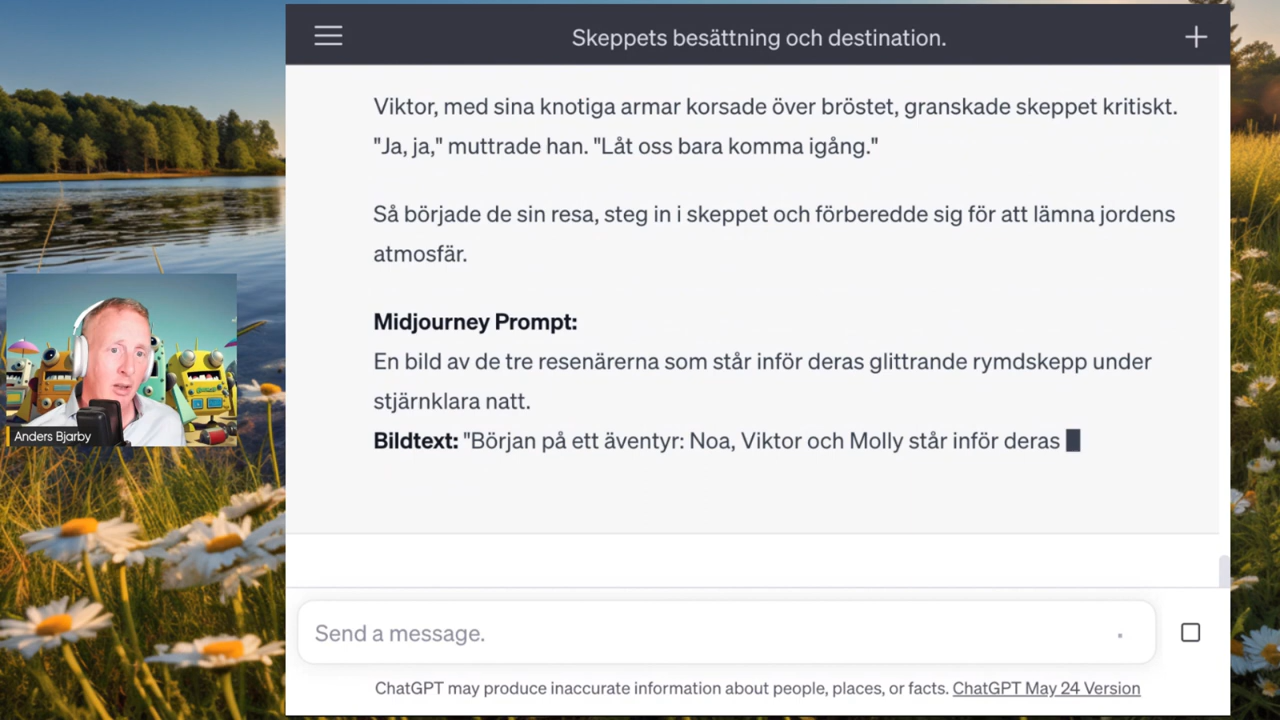 Skeppets besättning och destination.
Viktor, med sina knotiga armar korsade över bröstet, granskade skeppet kritiskt.
"Ja, ja," muttrade han. "Låt oss bara komma igång."
Så började de sin resa, steg in i skeppet och förberedde sig för att lämna jordens
atmosfär.
Midjourney Prompt:
En bild av de tre resenärerna som står inför deras glittrande rymdskepp under
stjärnklara natt.
Bildtext: "Början på ett äventyr: Noa, Viktor och Molly står inför deras
Anders Bjarby
Send a message.
ChatGPT may produce inaccurate information about people, places, or facts. ChatGPT May 24 Version